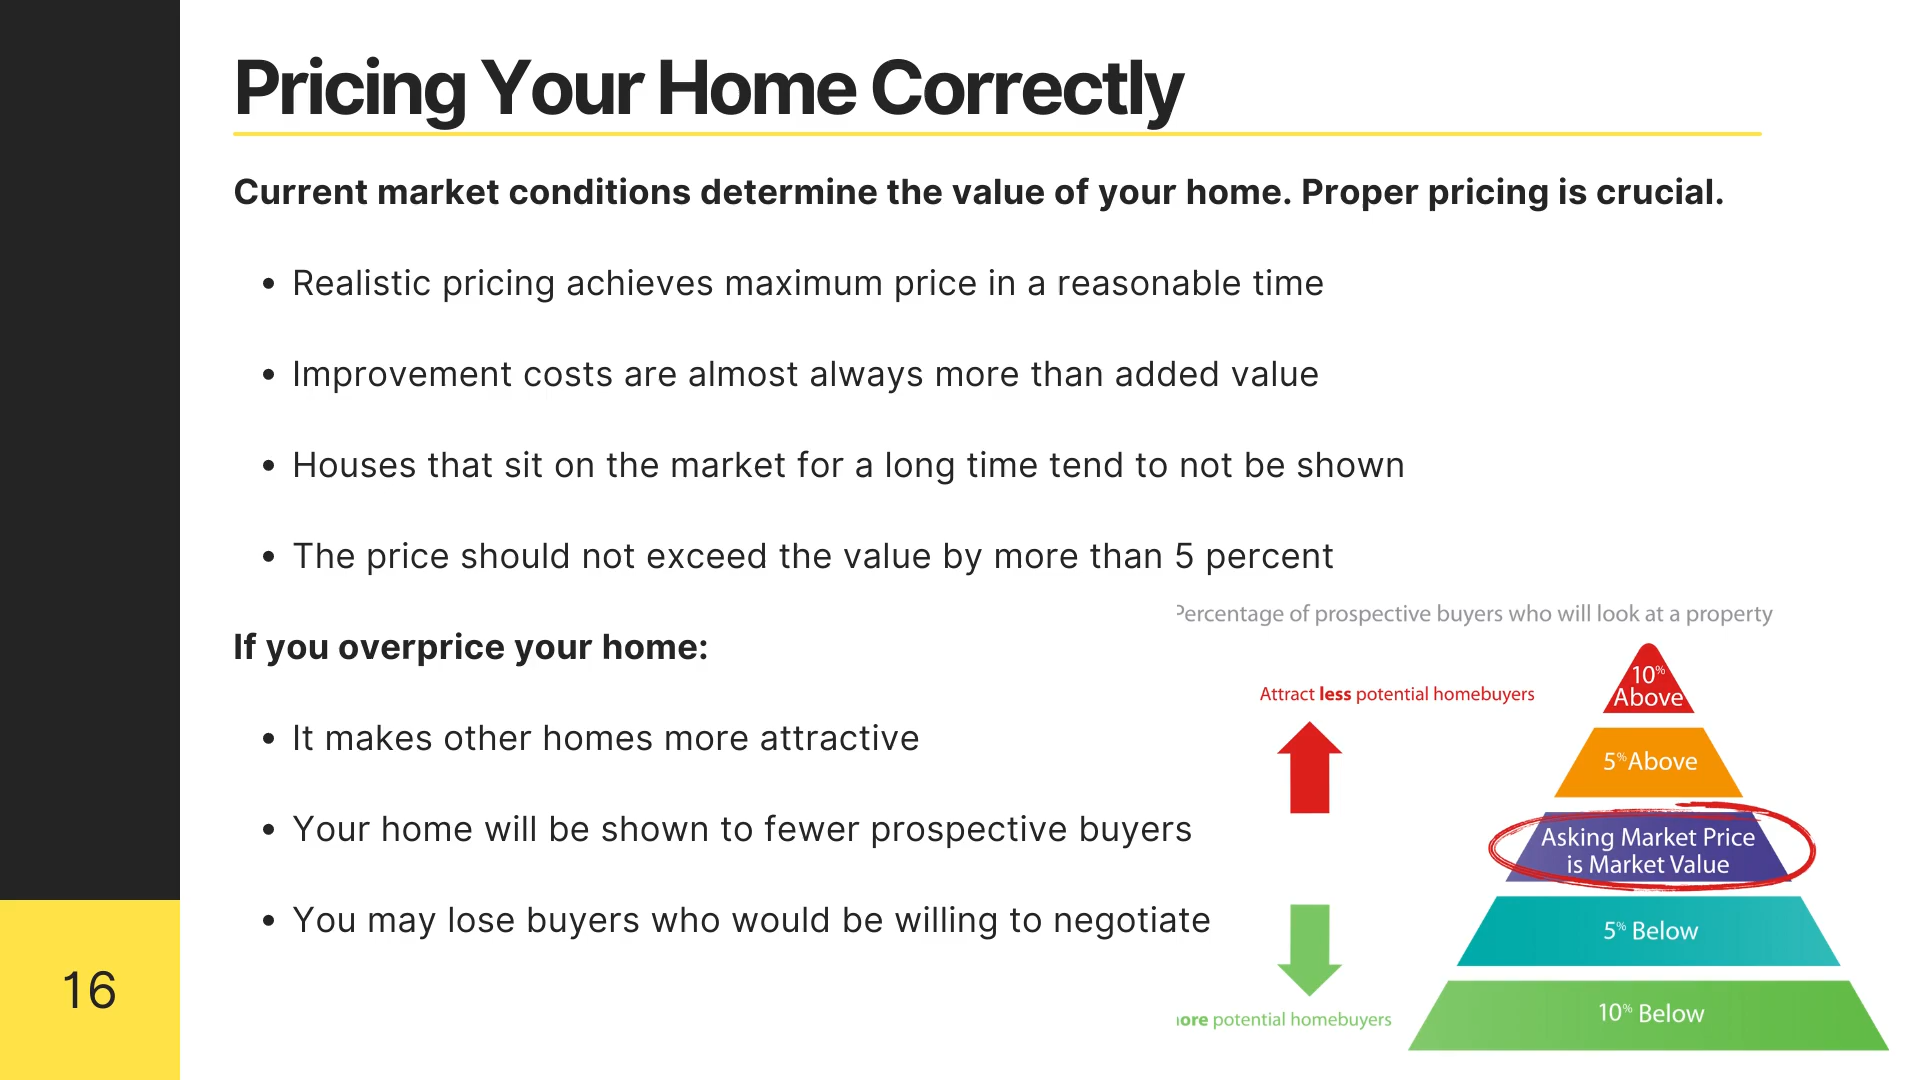 Pricing Your Home Correctly
Current market conditions determine the value of your home. Proper pricing is crucial.
• Realistic pricing achieves maximum price in a reasonable time
• Improvement costs are almost always more than added value
• Houses that sit on the market for a long time tend to not be shown
• The price should not exceed the value by more than 5 percent
If you overprice your home:
• It makes other homes more attractive
• Your home will be shown to fewer prospective buyers
• You may lose buyers who would be willing to negotiate
Percentage of prospective buyers who will look at a property
Attract less potential homebuyers
10%
Above
5% Above
Asking Market Price
is Market Value
5% Below
10% Below
potential homebuyers
16